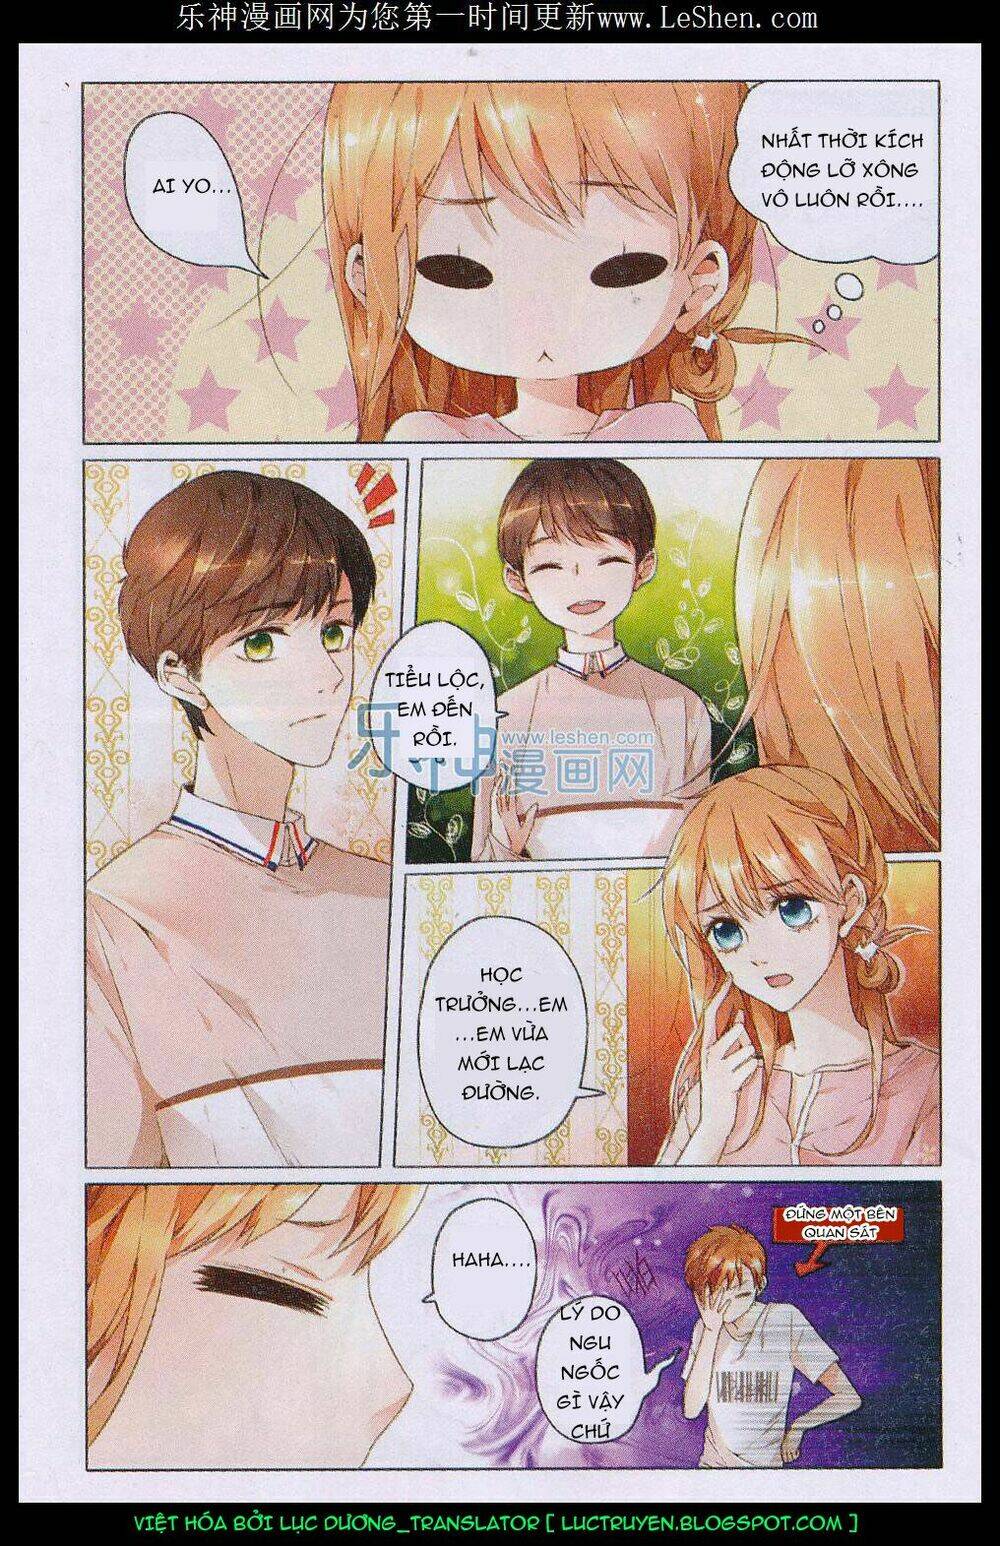 乐神漫画网为您第一时间更新www.LeShen.com
AI YO...
NHẤT THỜI KÍCH
ĐỘNG LỠ XÔNG
VÔ LUÔN RỒI....
TIỂU LỘC,
EM ĐẾN
RỒI.
www.leshen.com
乐神漫画网
HỌC
TRƯỞNG...EM
...EM VỪA
MỚI LẠC
ĐƯỜNG.
HAHA....
ĐỨNG MỘT BÊN
QUAN SÁT
LÝ DO
NGU
NGỐC
GÌ VẬY
CHỨ
VIỆT HÓA BỞI LỤC DƯƠNG_TRANSLATOR [ LUCTRUYEN.BLOGSPOT.COM ]